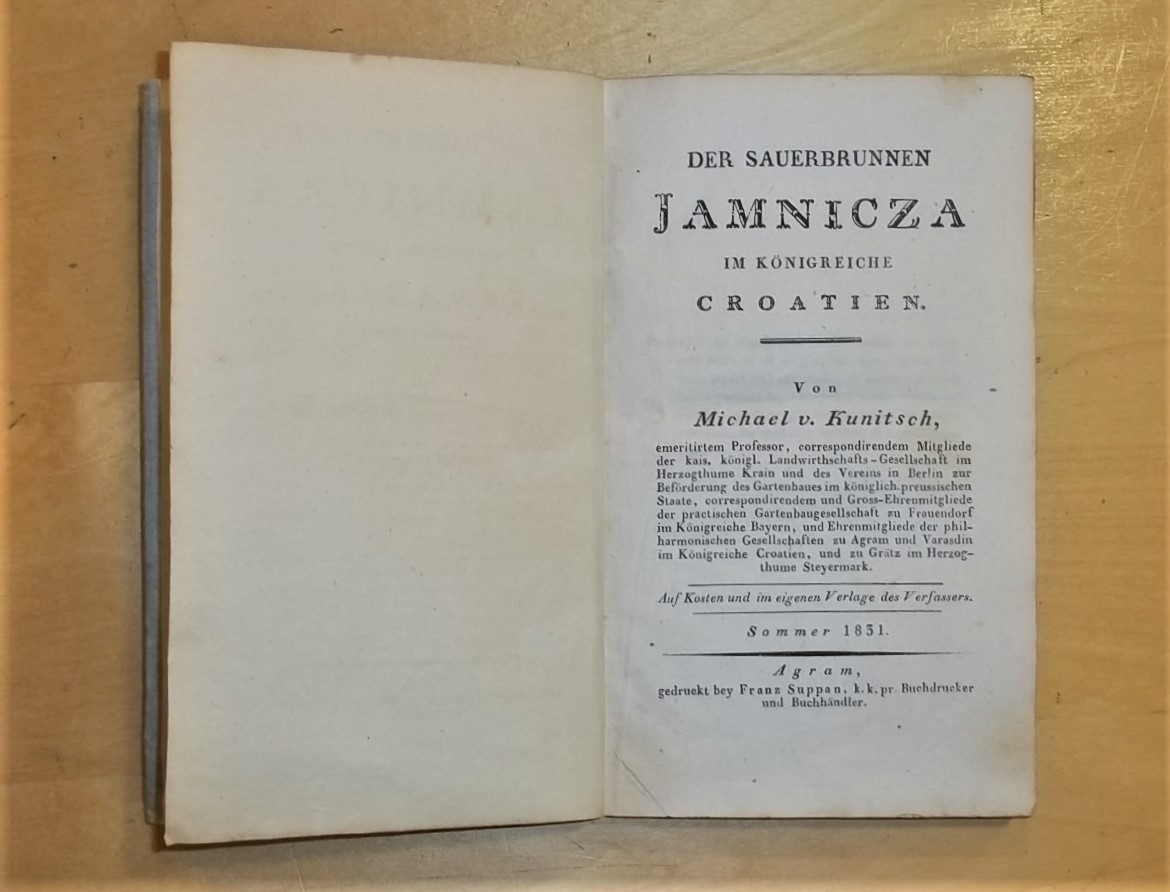 DER SAUERBRUNNEN
JAMNICZA
IM KÖNIGREICHE
CROATIEN.
Von
Michael v. Kunitsch,
emeritirtem Professor, correspondirendem Mitgliede
der kais. königl. Landwirthschafts-Gesellschaft im
Herzogthume Krain und des Vereins in Berlin zur
Beförderung des Gartenbaues im königlich preussischen
Staate, correspondirendem und Gross-Ehrenmitgliede
der practischen Gartenbaugesellschaft zu Frauendorf
im Königreiche Bayern, und Ehrenmitgliede der phil-
harmonischen Gesellschaften zu Agram und Varasdin
im Königreiche Croatien, und zu Grätz im Herzog-
thume Steyermark.
Auf Kosten und im eigenen Verlage des Verfassers.
Sommer 1831.
Agram,
gedruckt bey Franz Suppan, k. k. pr. Buchdrucker
und Buchhändler.